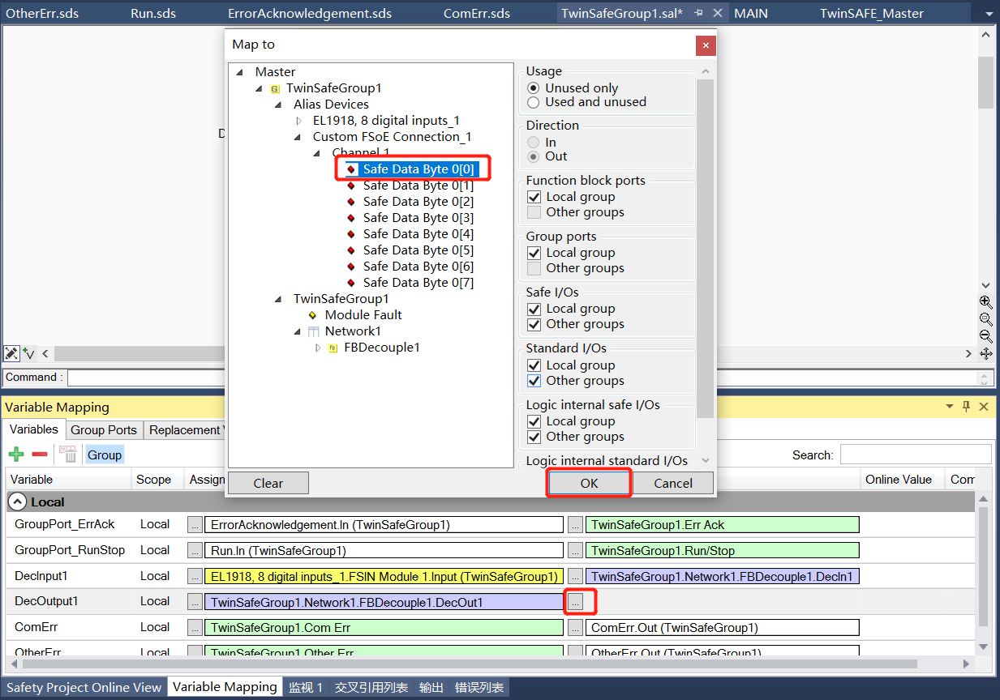 OtherErr.sds Run.sds ErrorAcknowledgement.sds ComErr.sds TwinSafeGroup1.sal* MAIN TwinSAFE_Master
Map to
D
Master
TwinSafeGroup1
Alias Devices
EL1918, 8 digital inputs_1
Custom FSoE Connection_1
Channel 1
Safe Data Byte 0[0]
Safe Data Byte 0[1]
Safe Data Byte 0[2]
Safe Data Byte 0[3]
Safe Data Byte 0[4]
Safe Data Byte 0[5]
Safe Data Byte 0[6]
Safe Data Byte 0[7]
TwinSafeGroup1
Module Fault
Network1
FBDecouple1
Usage
Unused only
Used and unused
Direction
In
Out
Function block ports
Local group
Other groups
Group ports
Local group
Other groups
Safe I/Os
Local group
Other groups
Standard I/Os
Local group
Other groups
Logic internal safe I/Os
Local group
Other groups
Logic internal standard I/Os
Clear OK Cancel
Command :
Variable Mapping
Variables Group Ports Replacement
Group Search:
Variable Scope Assign Online Value Com
Local
GroupPort_ErrAck Local ... ErrorAcknowledgement.In (TwinSafeGroup1) ... TwinSafeGroup1.Err Ack
GroupPort_RunStop Local ... Run.In (TwinSafeGroup1) ... TwinSafeGroup1.Run/Stop
DecInput1 Local ... EL1918, 8 digital inputs_1.FSIN Module 1.Input (TwinSafeGroup1) ... TwinSafeGroup1.Network1.FBDecouple1.DecIn1
DecOutput1 Local ... TwinSafeGroup1.Network1.FBDecouple1.DecOut1 ...
ComErr Local ... TwinSafeGroup1.Com Err ... ComErr.Out (TwinSafeGroup1)
OtherErr Local TwinSafeGroup1.Other Err OtherErr.Out (TwinSafeGroup1)
Safety Project Online View Variable Mapping 监视 1 交叉引用列表 输出 错误列表